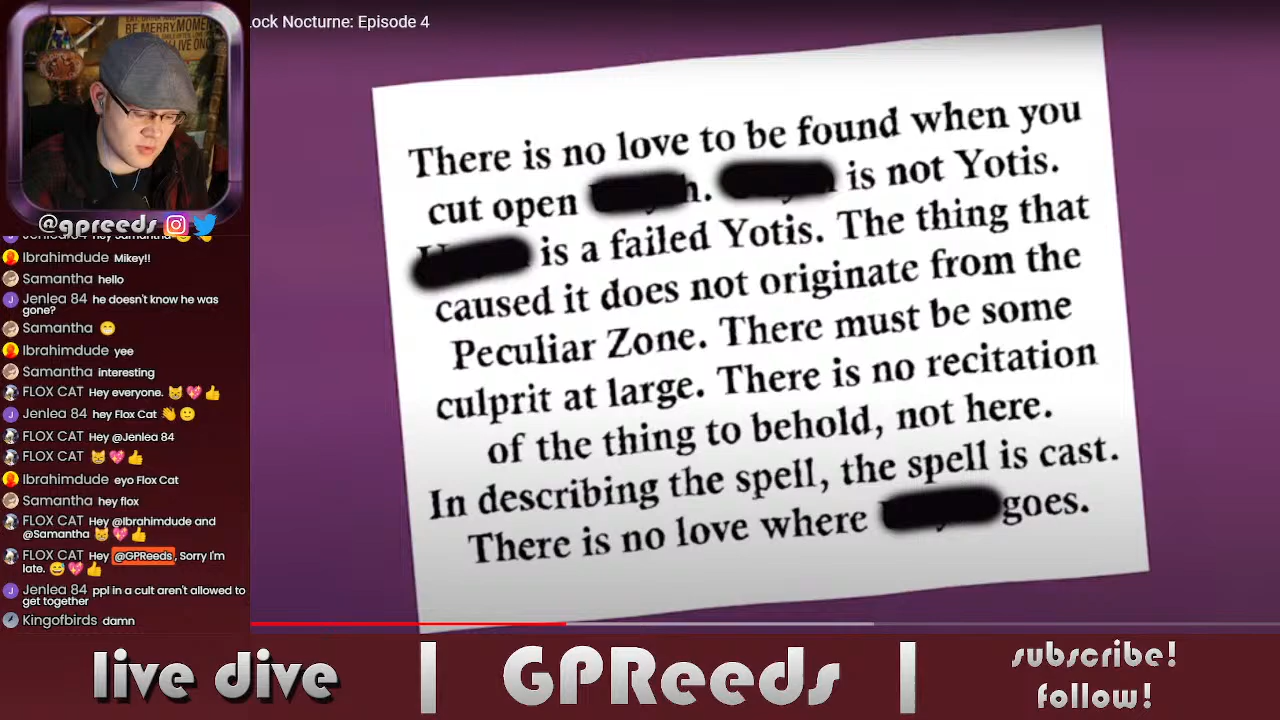 Lock Nocturne: Episode 4
There is no love to be found when you
cut open h. is not Yotis.
is a failed Yotis. The thing that
caused it does not originate from the
Peculiar Zone. There must be some
culprit at large. There is no recitation
of the thing to behold, not here.
In describing the spell, the spell is cast.
There is no love where goes.
BE MERRY.
LIVE
@gpreeds
Ibrahimdude Mikey!!
Samantha hello
Jenlea 84 he doesn't know he was
gone?
Samantha 😁
Ibrahimdude yee
Samantha interesting
FLOX CAT Hey everyone. 😸💖👍
Jenlea 84 hey Flox Cat 👋🙂
FLOX CAT Hey @Jenlea 84
FLOX CAT 😸💖👍
Ibrahimdude eyo Flox Cat
Samantha hey flox
FLOX CAT Hey @Ibrahimdude and
@Samantha 😸💖👍
FLOX CAT Hey @GPReeds, Sorry I'm
late. 😅💖👍
Jenlea 84 ppl in a cult aren't allowed to
get together
Kingofbirds damn
live dive | GPReeds | subscribe!
follow!